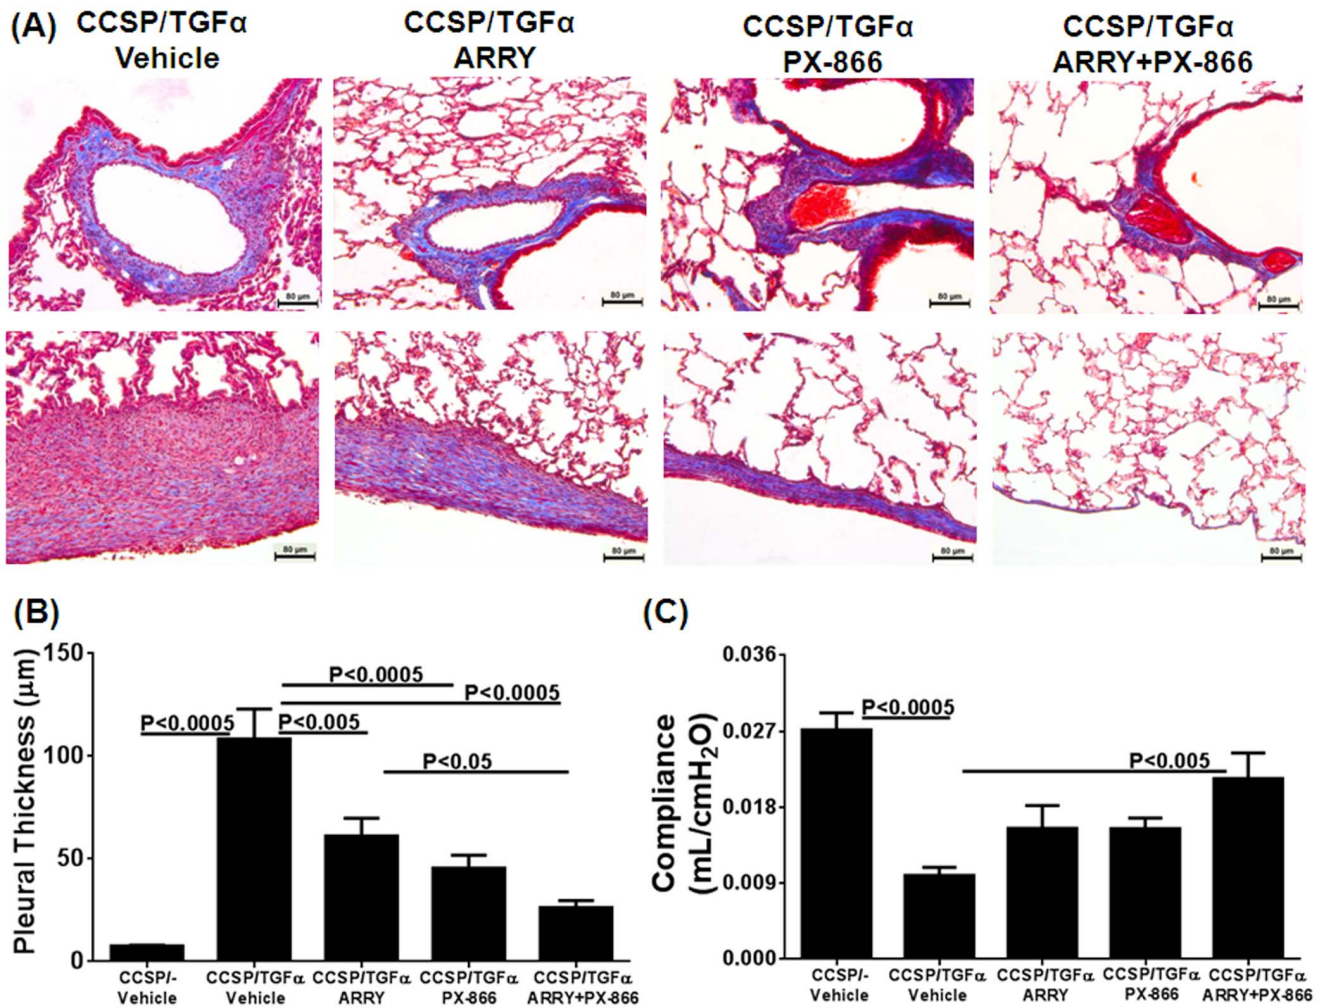 (A)
CCSP/TGFα
Vehicle
CCSP/TGFα
ARRY
CCSP/TGFα
PX-866
CCSP/TGFα
ARRY+PX-866
80 µm
80 µm
80 µm
80 µm
80 µm
80 µm
80 µm
80 µm
(B)
Pleural Thickness (µm)
150
100
50
0
P<0.0005
P<0.0005
P<0.0005
P<0.005
P<0.05
CCSP/-
Vehicle
CCSP/TGFα
Vehicle
CCSP/TGFα
ARRY
CCSP/TGFα
PX-866
CCSP/TGFα
ARRY+PX-866
(C)
Compliance
(mL/cmH₂O)
0.036
0.027
0.018
0.009
0.000
P<0.0005
P<0.005
CCSP/-
Vehicle
CCSP/TGFα
Vehicle
CCSP/TGFα
ARRY
CCSP/TGFα
PX-866
CCSP/TGFα
ARRY+PX-866